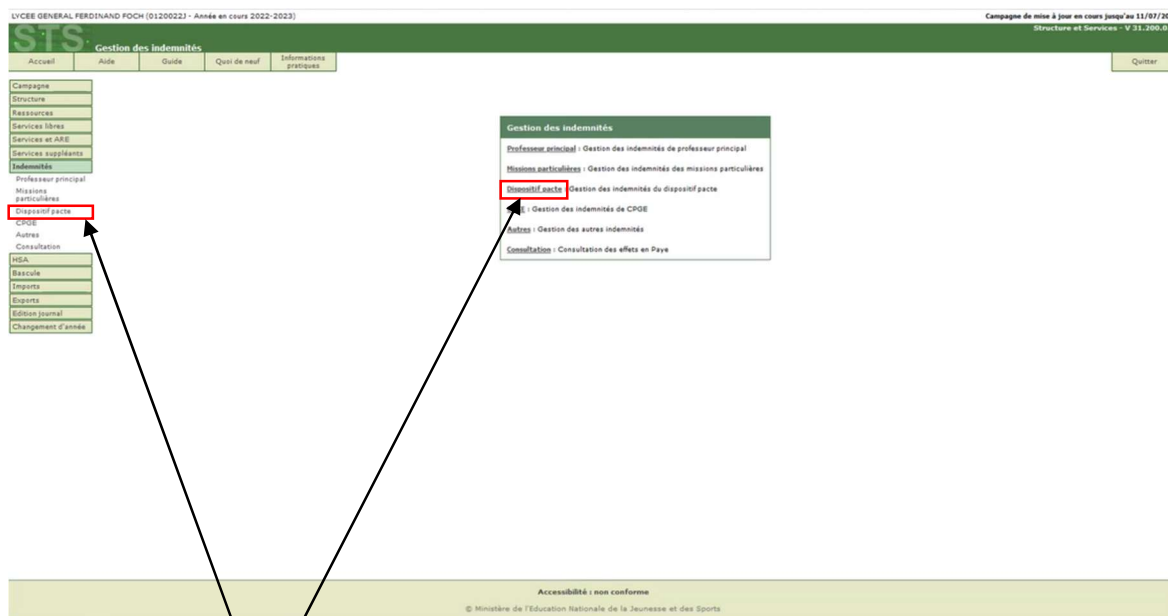 LYCEE GENERAL FERDINAND FOCH (0120022J - Année en cours 2022-2023)
Campagne de mise à jour en cours jusqu'au 11/07/20
Structure et Services - V 31.200.0
STS
Gestion des indemnités
Accueil
Aide
Guide
Quoi de neuf
Informations
pratiques
Quitter
Campagne
Structure
Ressources
Services libres
Services et ARE
Services suppléants
Indemnités
Professeur principal
Missions
particulières
Dispositif pacte
CPGE
Autres
Consultation
HSA
Bascule
Imports
Exports
Edition journal
Changement d'année
Gestion des indemnités
Professeur principal : Gestion des indemnités de professeur principal
Missions particulières : Gestion des indemnités des missions particulières
Dispositif pacte : Gestion des indemnités du dispositif pacte
: Gestion des indemnités de CPGE
Autres : Gestion des autres indemnités
Consultation : Consultation des effets en Paye
Accessibilité : non conforme
© Ministère de l'Education Nationale de la Jeunesse et des Sports